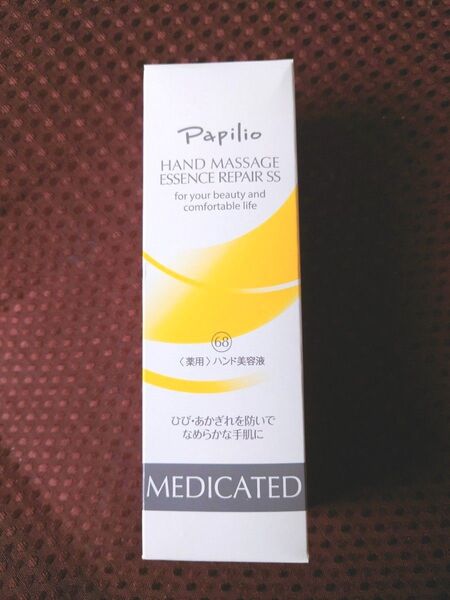 Papilio
HAND MASSAGE
ESSENCE REPAIR SS
for your beauty and
comfortable life
68
〈薬用〉ハンド美容液
ひび・あかぎれを防いで
なめらかな手肌に
MEDICATED